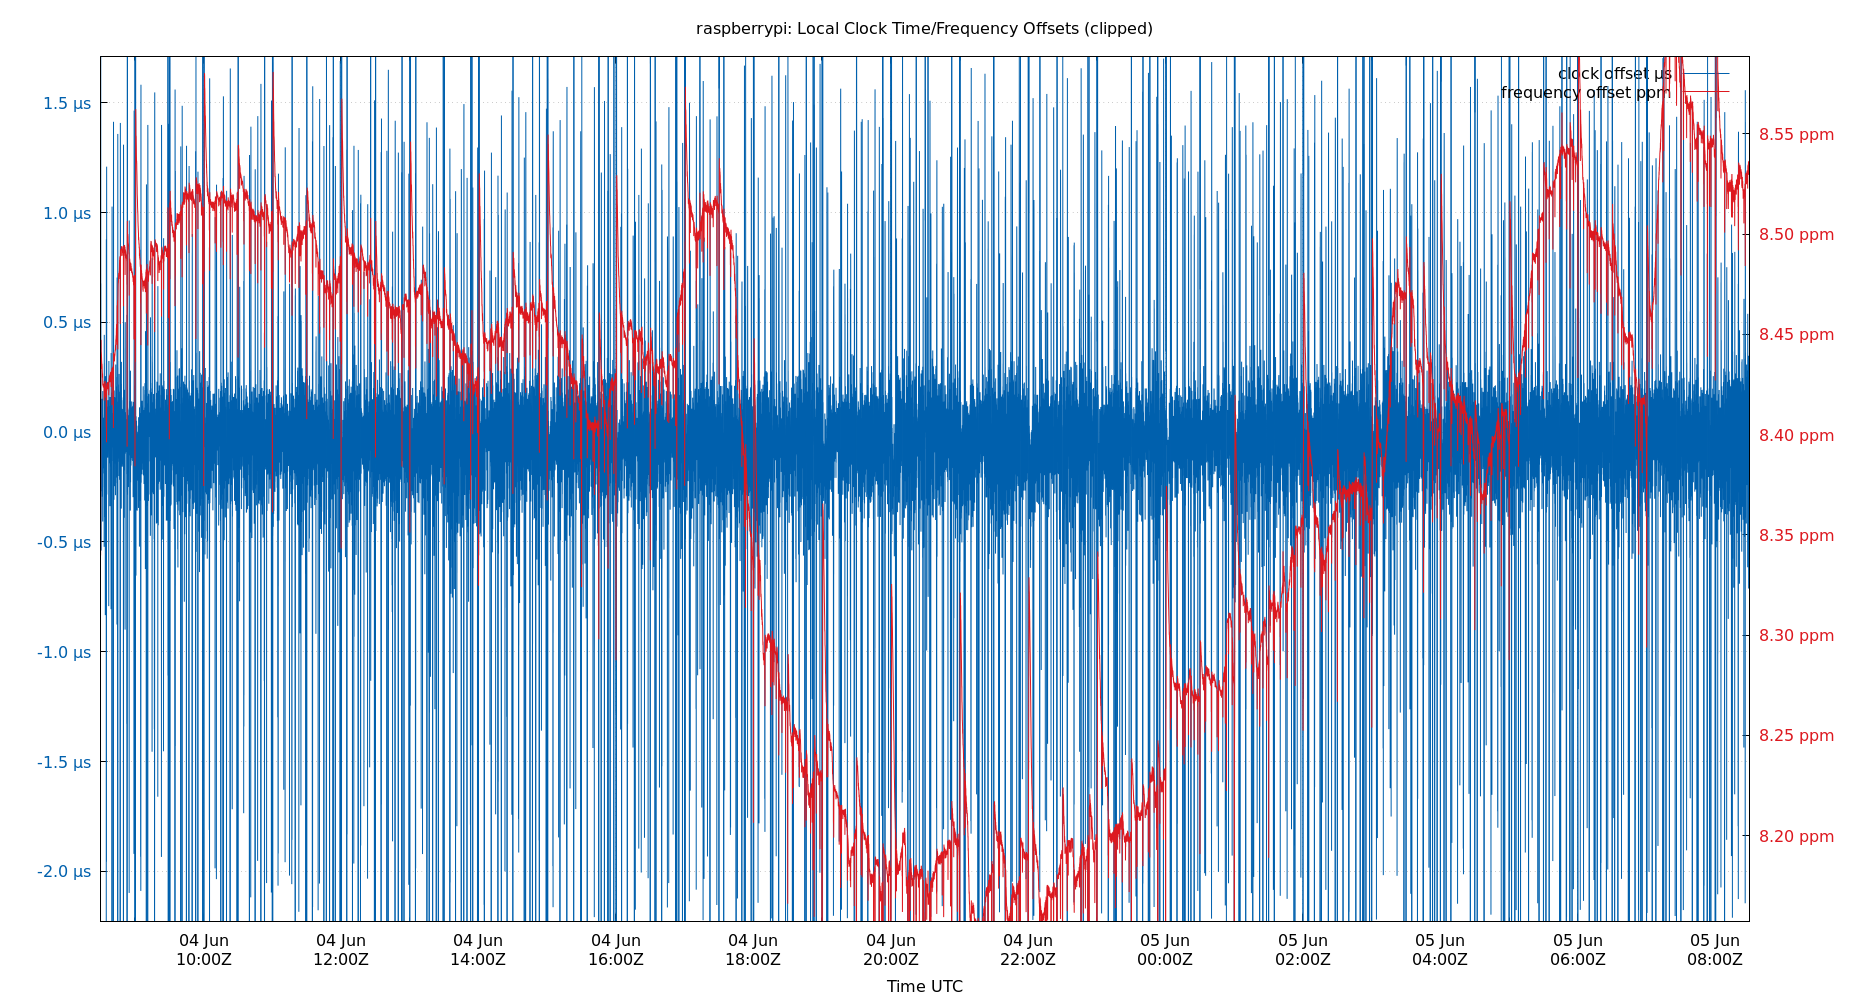 raspberrypi: Local Clock Time/Frequency Offsets (clipped)
clock offset µs
frequency offset ppm
1.5 µs
1.0 µs
0.5 µs
0.0 µs
-0.5 µs
-1.0 µs
-1.5 µs
-2.0 µs
8.55 ppm
8.50 ppm
8.45 ppm
8.40 ppm
8.35 ppm
8.30 ppm
8.25 ppm
8.20 ppm
04 Jun 04 Jun 04 Jun 04 Jun 04 Jun 04 Jun 04 Jun 05 Jun 05 Jun 05 Jun 05 Jun 05 Jun
10:00Z 12:00Z 14:00Z 16:00Z 18:00Z 20:00Z 22:00Z 00:00Z 02:00Z 04:00Z 06:00Z 08:00Z
Time UTC